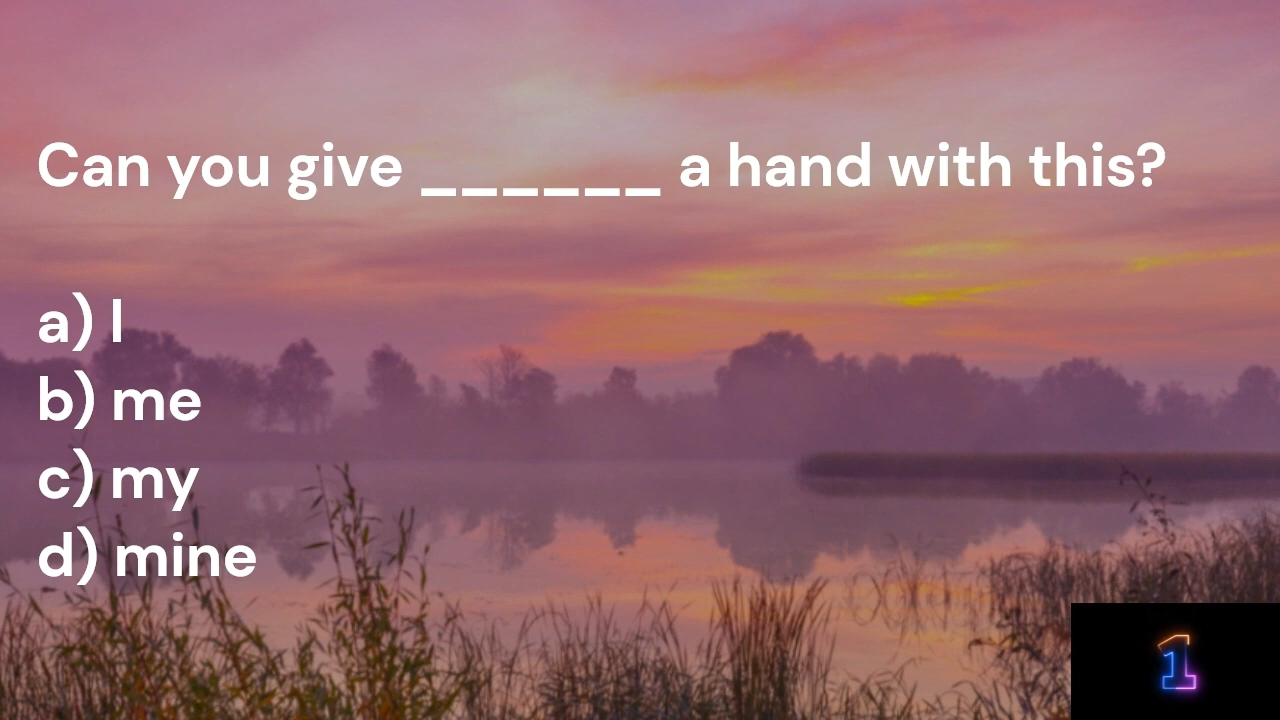 Can you give ______ a hand with this?
a) I
b) me
c) my
d) mine
1